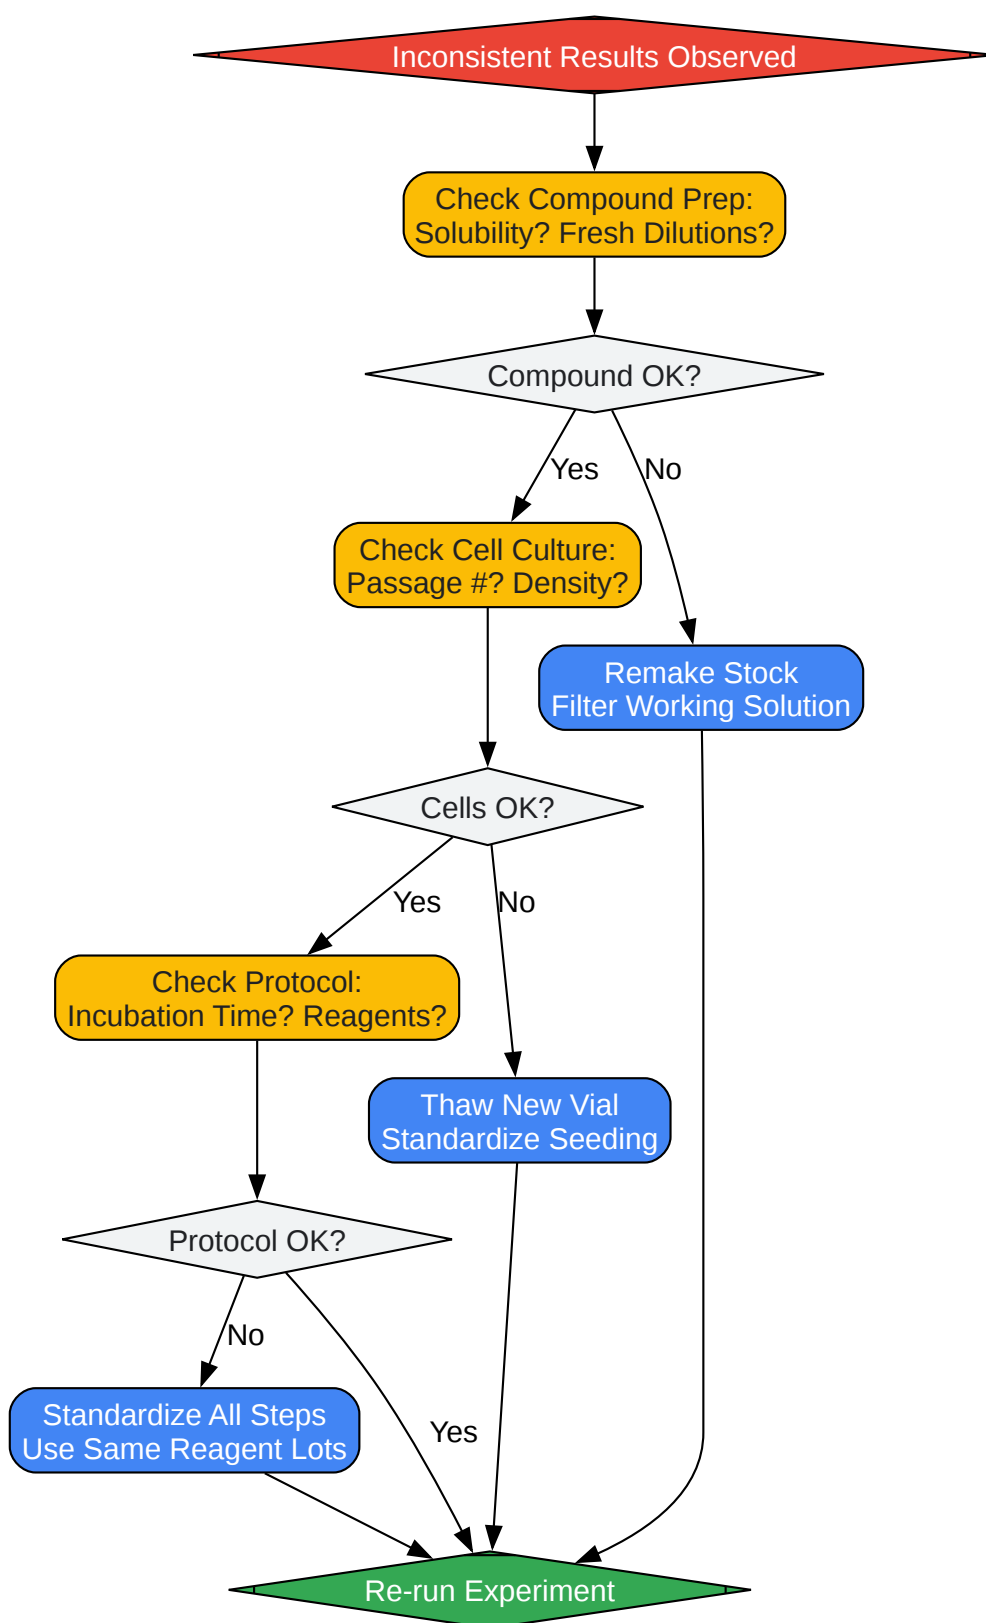 Inconsistent Results Observed
Check Compound Prep:
Solubility? Fresh Dilutions?
Compound OK?
Yes
No
Check Cell Culture:
Passage #? Density?
Remake Stock
Filter Working Solution
Cells OK?
Yes
No
Check Protocol:
Incubation Time? Reagents?
Thaw New Vial
Standardize Seeding
Protocol OK?
No
Standardize All Steps
Use Same Reagent Lots
Yes
Re-run Experiment